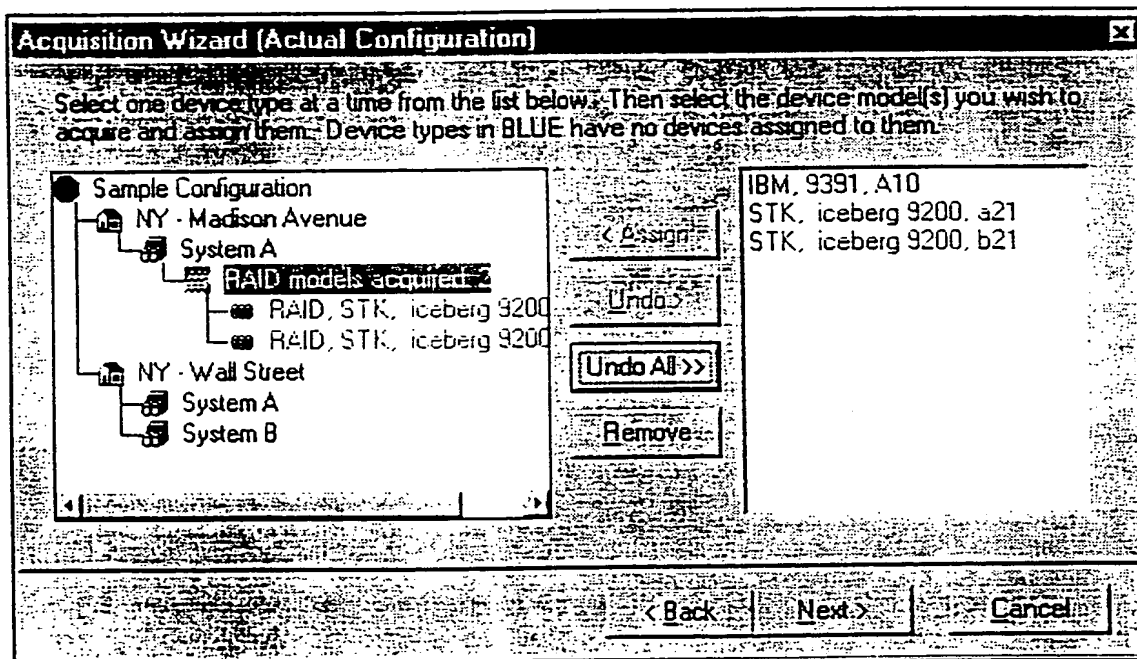 Acquisition Wizard (Actual Configuration)
Select one device type at a time from the list below. Then select the device model(s) you wish to
acquire and assign them. Device types in BLUE have no devices assigned to them.
Sample Configuration
NY - Madison Avenue
System A
RAID models acquired: 2
RAID, STK, iceberg 9200
RAID, STK, iceberg 9200
NY - Wall Street
System A
System B
< Assign
Undo >
Undo All >>
Remove
IBM, 9391, A10
STK, iceberg 9200, a21
STK, iceberg 9200, b21
< Back
Next >
Cancel